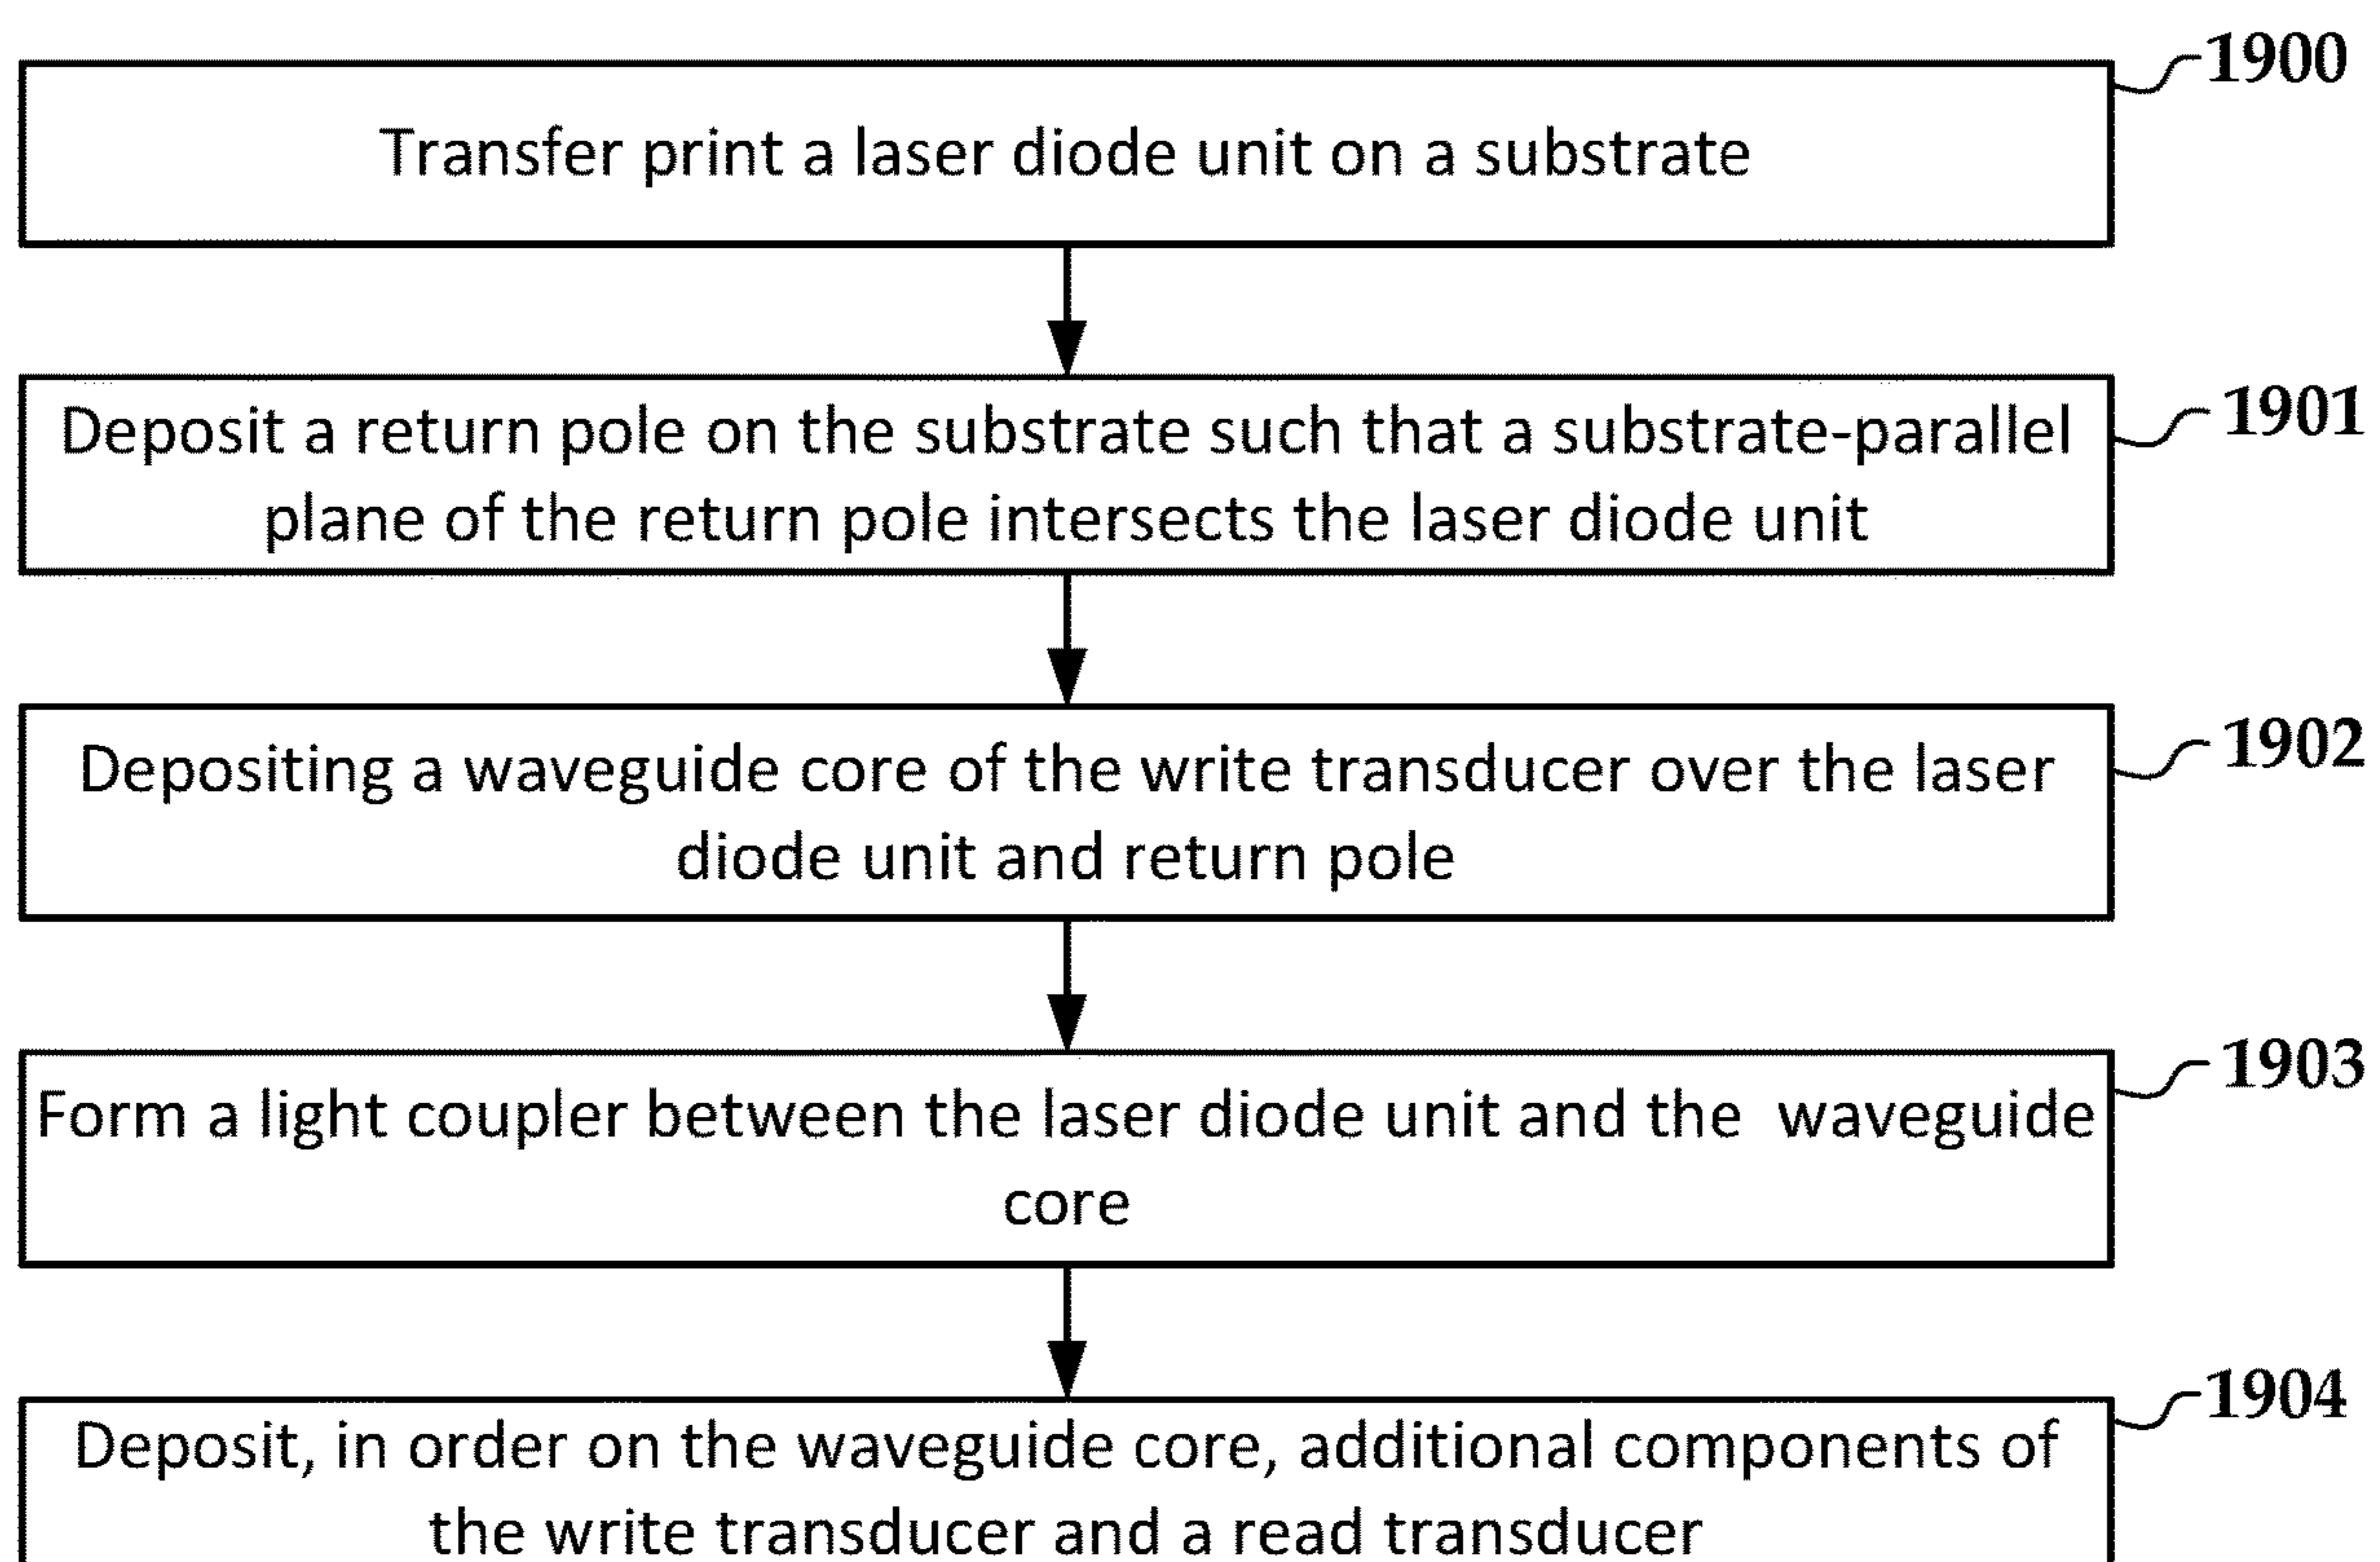 1900
Transfer print a laser diode unit on a substrate
1901
Deposit a return pole on the substrate such that a substrate-parallel
plane of the return pole intersects the laser diode unit
1902
Depositing a waveguide core of the write transducer over the laser
diode unit and return pole
1903
Form a light coupler between the laser diode unit and the waveguide
core
1904
Deposit, in order on the waveguide core, additional components of
the write transducer and a read transducer